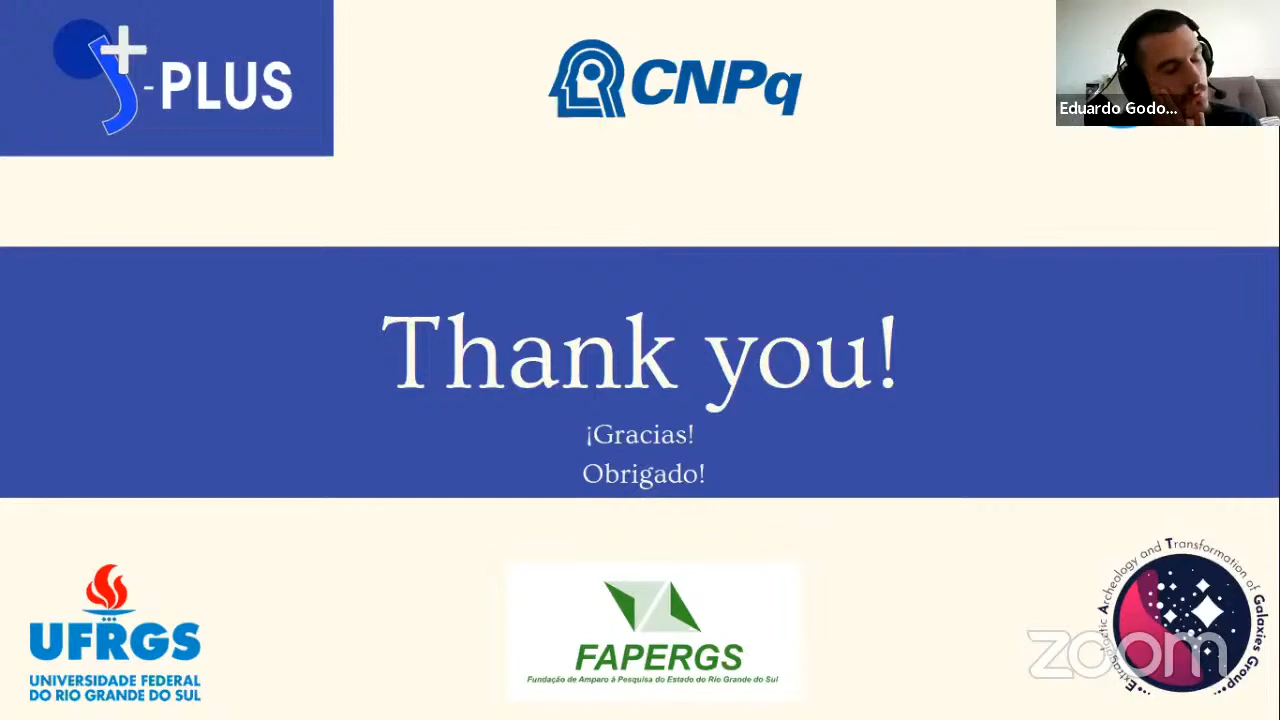 J-PLUS
CNPq
Eduardo Godo...
Thank you!
¡Gracias!
Obrigado!
UFRGS
UNIVERSIDADE FEDERAL
DO RIO GRANDE DO SUL
FAPERGS
Fundação de Amparo à Pesquisa do Estado do Rio Grande do Sul
Extragalactic Archeology and Transformation of Galaxies Group
zoom